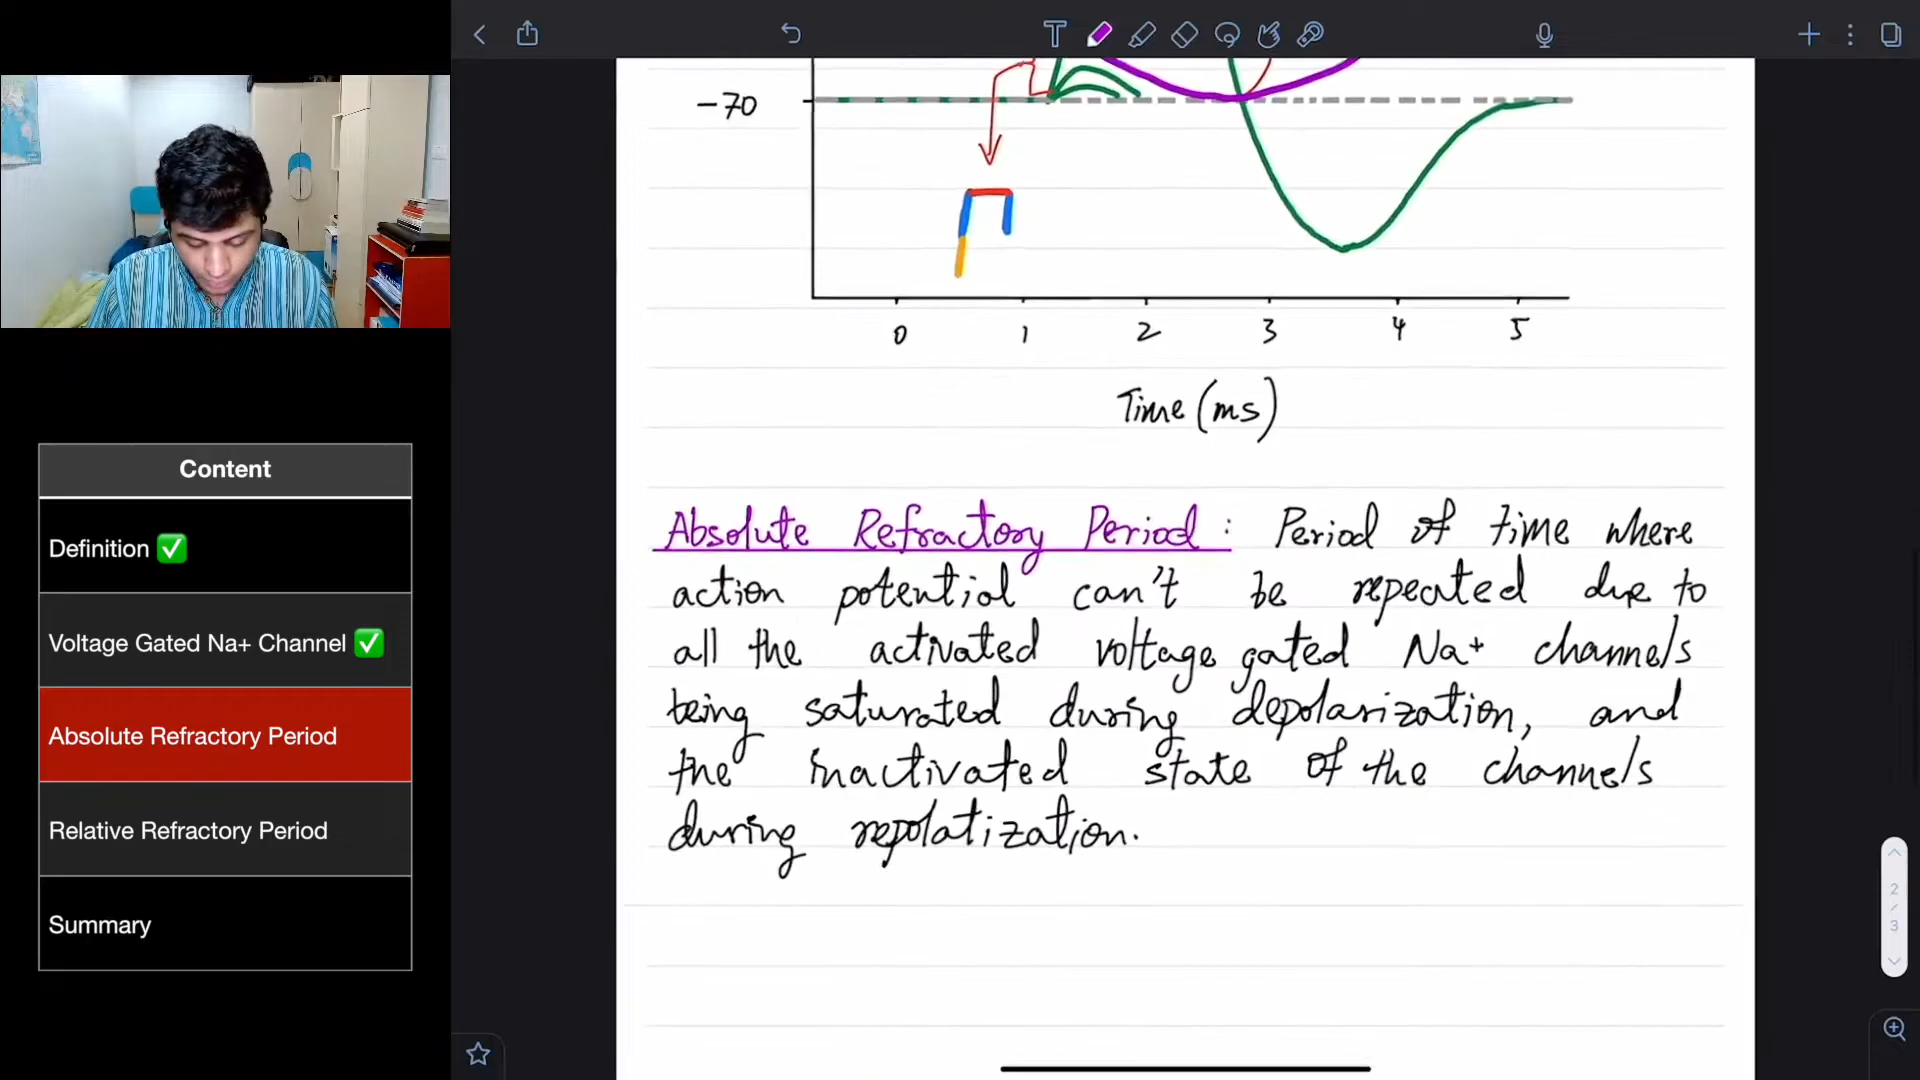 -70
0 1 2 3 4 5
Time (ms)
Absolute Refractory Period : Period of time where
action potential can't be repeated due to
all the activated voltage gated Na+ channels
being saturated during depolarization, and
the inactivated state of the channels
during repolatization.
Content
Definition ✅
Voltage Gated Na+ Channel ✅
Absolute Refractory Period
Relative Refractory Period
Summary
2
/
3